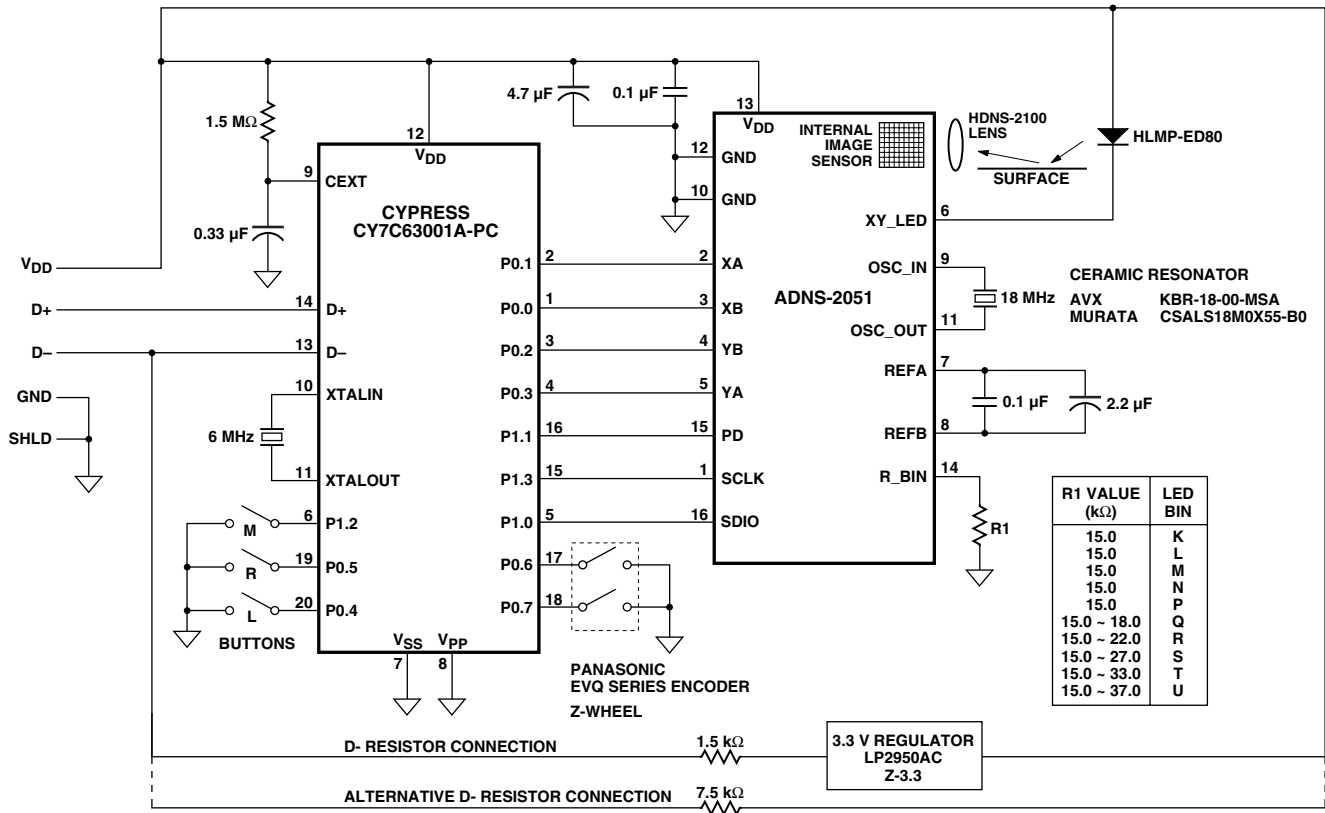 1.5 MΩ
4.7 µF
0.1 µF
12
VDD
9
CEXT
0.33 µF
CYPRESS
CY7C63001A-PC
VDD
D+
14
D+
D–
13
D–
GND
SHLD
10
XTALIN
6 MHz
11
XTALOUT
6
P1.2
M
19
P0.5
R
20
P0.4
L
BUTTONS
VSS
7
VPP
8
P0.1
2
P0.0
1
P0.2
3
P0.3
4
P1.1
16
P1.3
15
P1.0
5
P0.6
17
P0.7
18
PANASONIC
EVQ SERIES ENCODER
Z-WHEEL
13
VDD
INTERNAL
IMAGE
SENSOR
12
GND
10
GND
ADNS-2051
2
XA
3
XB
4
YB
5
YA
15
PD
1
SCLK
16
SDIO
HDNS-2100
LENS
SURFACE
HLMP-ED80
XY_LED
6
OSC_IN
9
18 MHz
OSC_OUT
11
CERAMIC RESONATOR
AVX KBR-18-00-MSA
MURATA CSALS18M0X55-B0
REFA
7
0.1 µF
2.2 µF
REFB
8
R_BIN
14
R1
R1 VALUE (kΩ) LED BIN
15.0 K
15.0 L
15.0 M
15.0 N
15.0 P
15.0 ~ 18.0 Q
15.0 ~ 22.0 R
15.0 ~ 27.0 S
15.0 ~ 33.0 T
15.0 ~ 37.0 U
D- RESISTOR CONNECTION
1.5 kΩ
3.3 V REGULATOR
LP2950AC
Z-3.3
ALTERNATIVE D- RESISTOR CONNECTION
7.5 kΩ